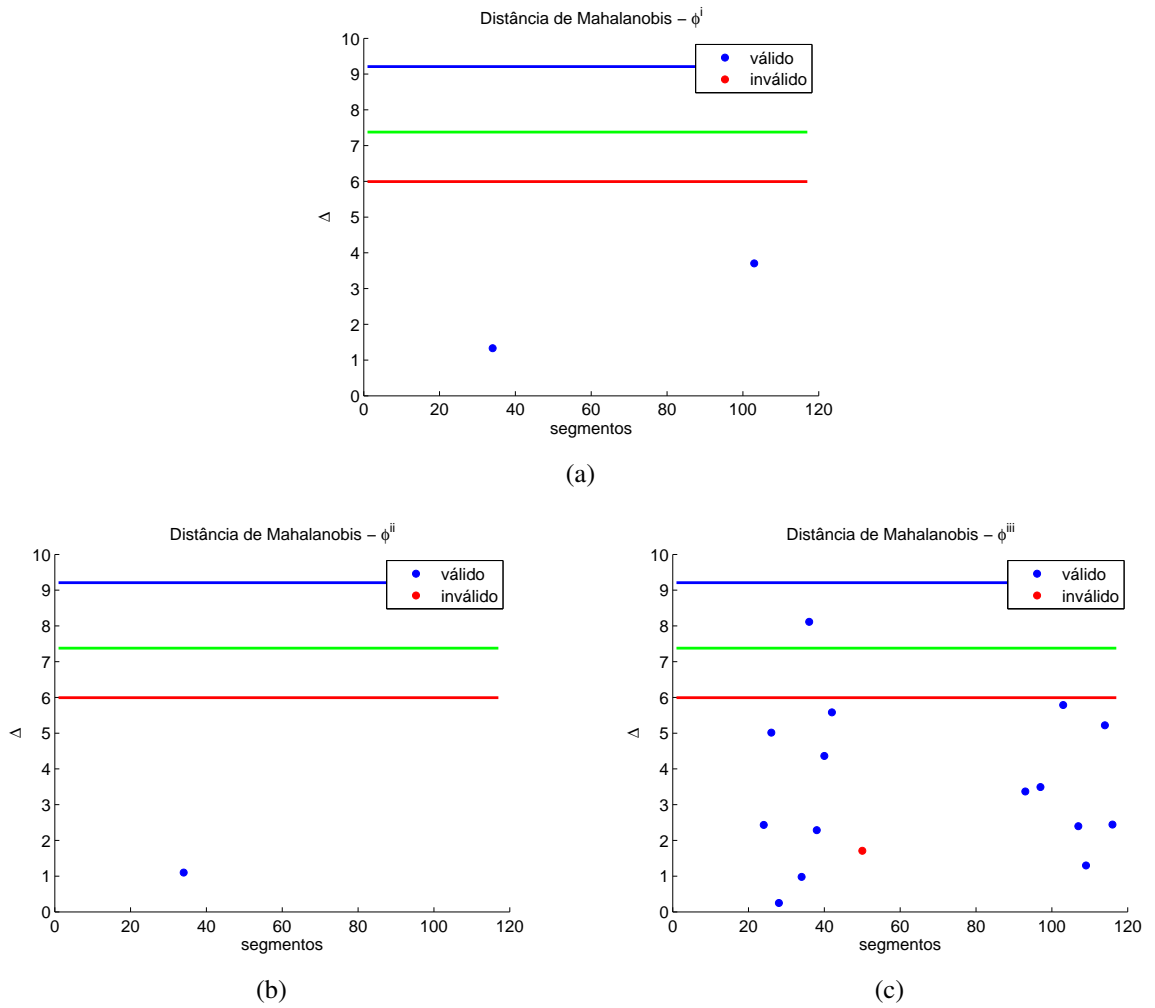 Distância de Mahalanobis − ϕ^i
10
9
8
7
6
5
4
3
2
1
0
Δ
válido
inválido
0 20 40 60 80 100 120
segmentos
(a)
Distância de Mahalanobis − ϕ^ii
10
9
8
7
6
5
4
3
2
1
0
Δ
válido
inválido
0 20 40 60 80 100 120
segmentos
(b)
Distância de Mahalanobis − ϕ^iii
10
9
8
7
6
5
4
3
2
1
0
Δ
válido
inválido
0 20 40 60 80 100 120
segmentos
(c)